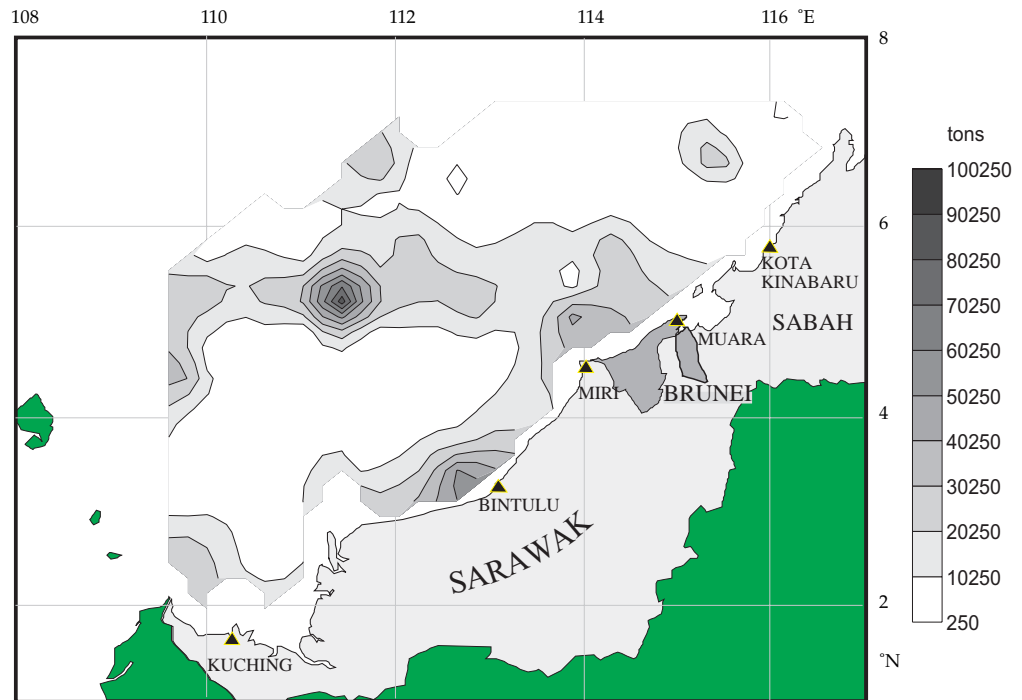 108
110
112
114
116
°E
8
6
4
2
°N
KOTA
KINABARU
SABAH
MUARA
BRUNEI
MIRI
BINTULU
SARAWAK
KUCHING
tons
100250
90250
80250
70250
60250
50250
40250
30250
20250
10250
250